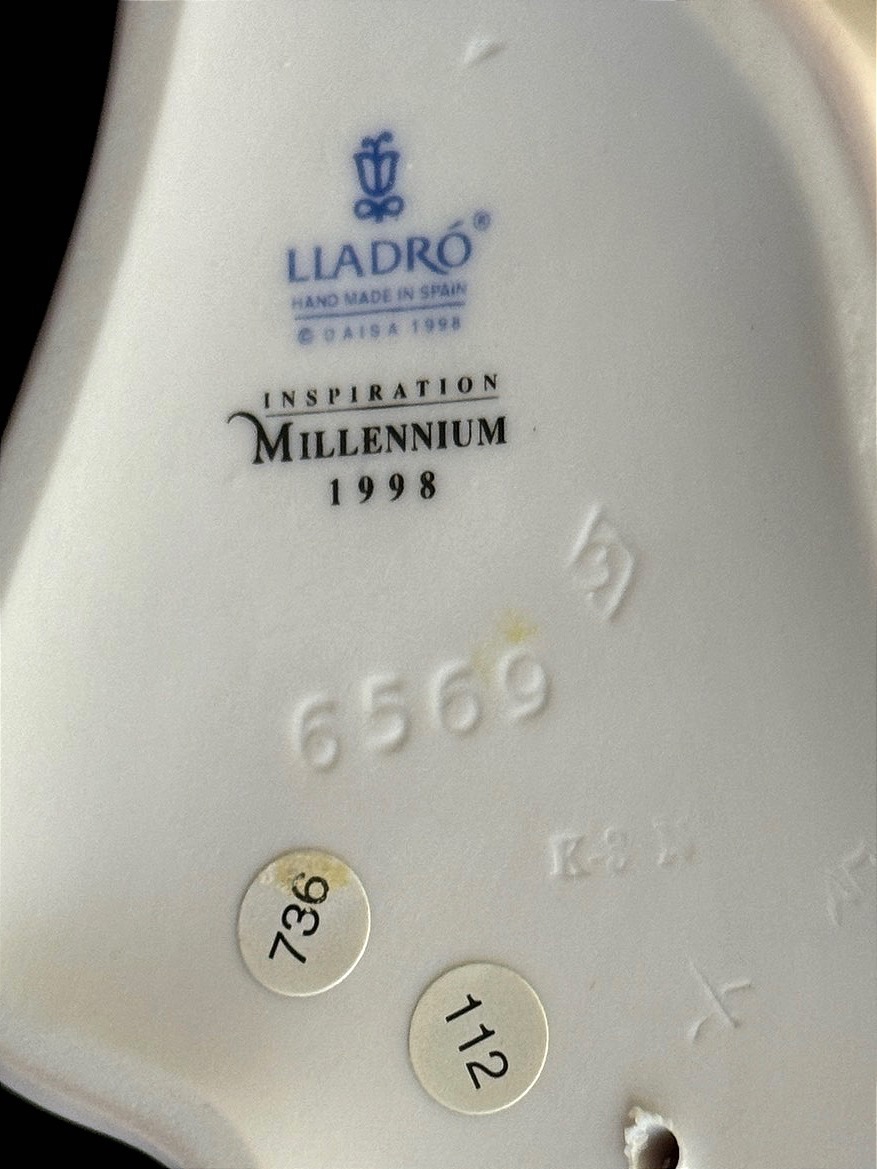 LLADRÓ®
HAND MADE IN SPAIN
© DAISA 1998
INSPIRATION
MILLENNIUM
1998
6569
736
112